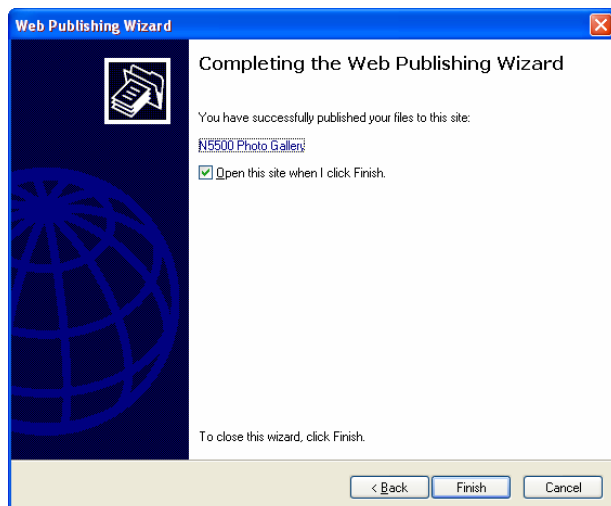 Web Publishing Wizard
Completing the Web Publishing Wizard
You have successfully published your files to this site:
N5500 Photo Gallery
Open this site when I click Finish.
To close this wizard, click Finish.
< Back
Finish
Cancel